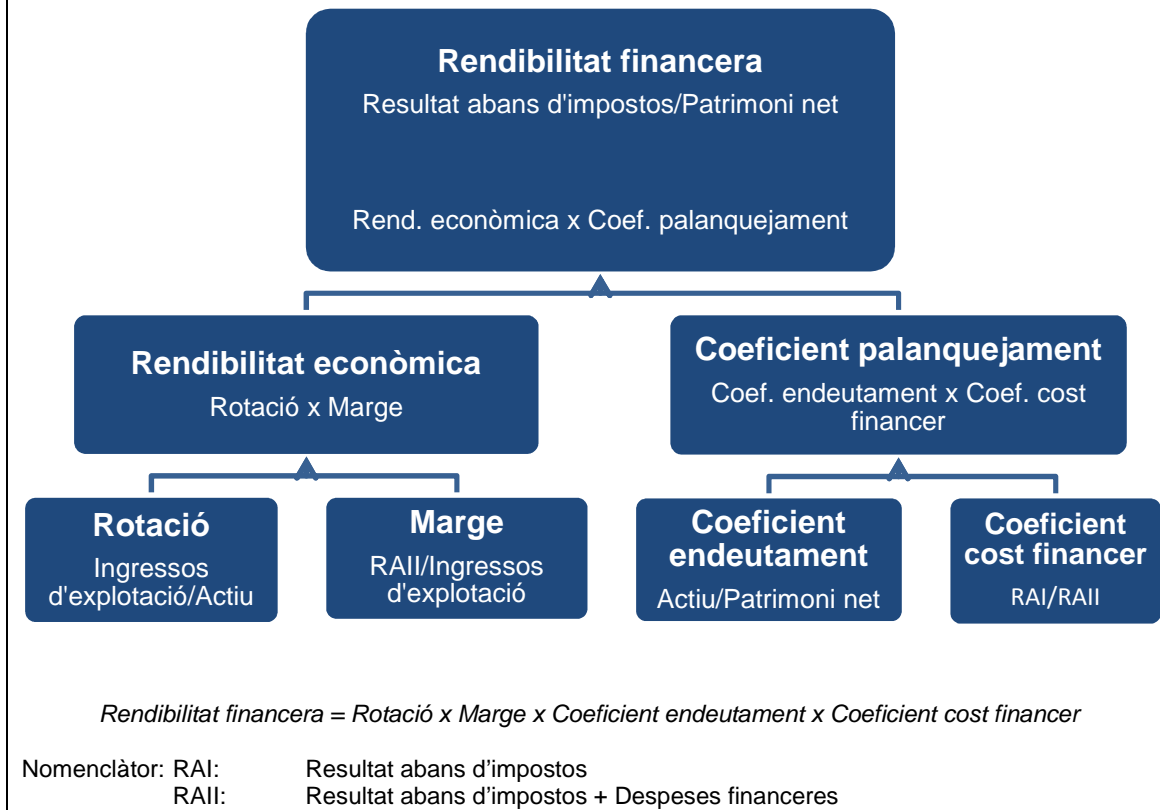 Rendibilitat financera
Resultat abans d'impostos/Patrimoni net
Rend. econòmica x Coef. palanquejament
Rendibilitat econòmica
Rotació x Marge
Coeficient palanquejament
Coef. endeutament x Coef. cost
financer
Rotació
Ingressos
d'explotació/Actiu
Marge
RAII/Ingressos
d'explotació
Coeficient
endeutament
Actiu/Patrimoni net
Coeficient
cost financer
RAI/RAII
Rendibilitat financera = Rotació x Marge x Coeficient endeutament x Coeficient cost financer
Nomenclàtor: RAI: Resultat abans d’impostos
RAII: Resultat abans d’impostos + Despeses financeres